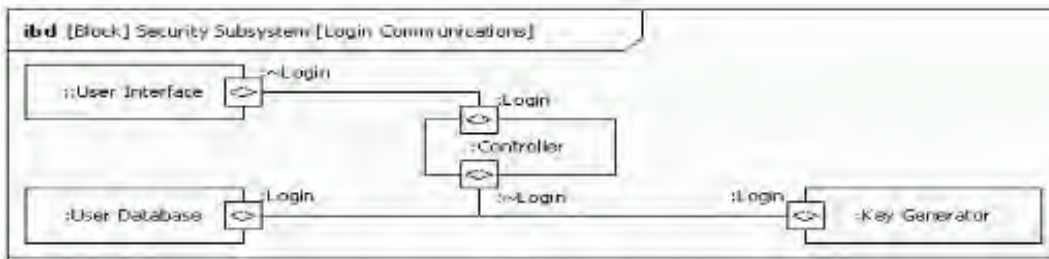 ibd [Block] Security Subsystem [Login Communications]
:~Login
::User Interface <>
:Login
<>
:Controller
<>
:Login
:~Login
:Login
:User Database <>
<> :Key Generator